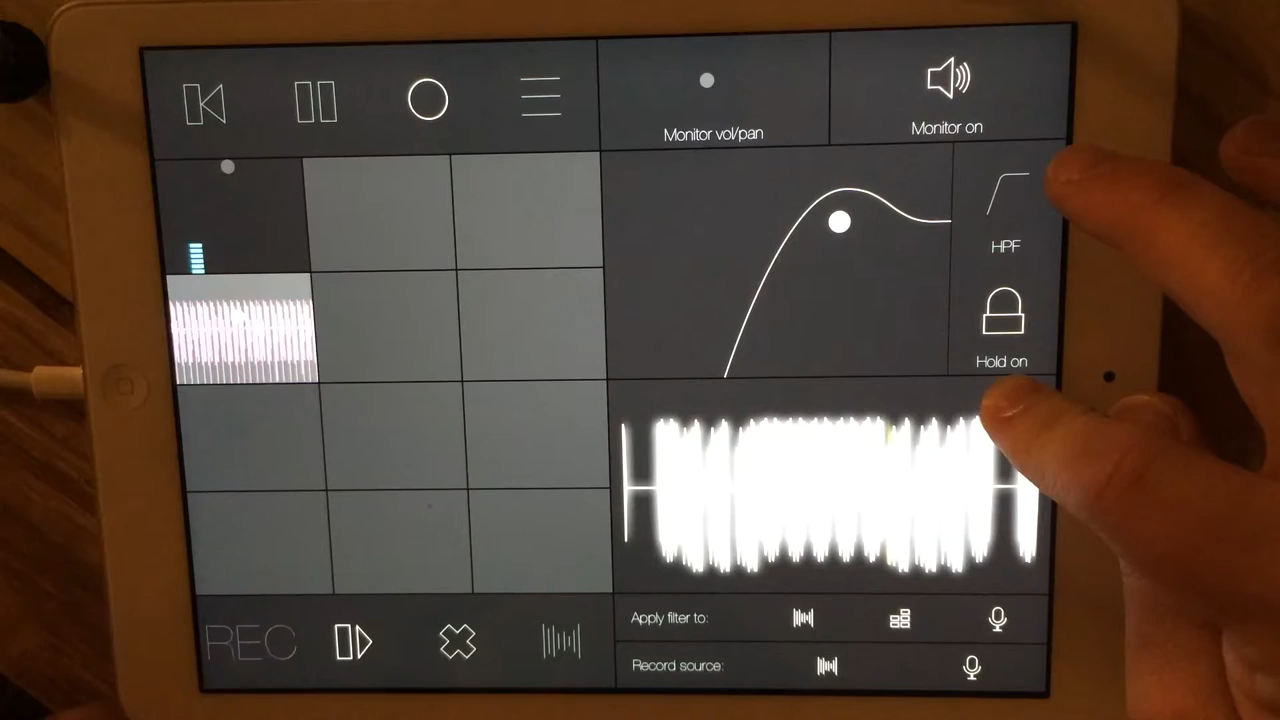 Monitor vol/pan
Monitor on
HPF
Hold on
REC
Apply filter to:
Record source: